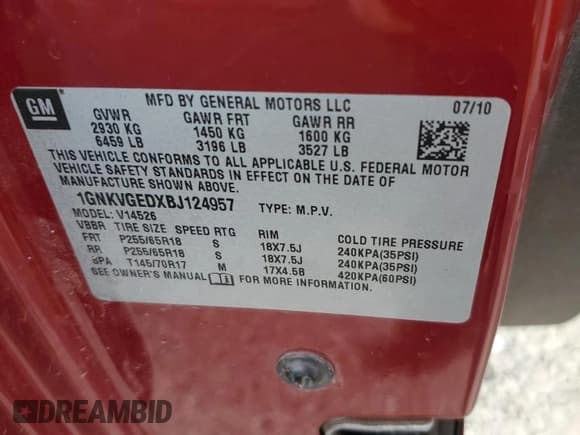 GM
MFD BY GENERAL MOTORS LLC 07/10
GVWR GAWR FRT GAWR RR
2930 KG 1450 KG 1600 KG
6459 LB 3196 LB 3527 LB
THIS VEHICLE CONFORMS TO ALL APPLICABLE U.S. FEDERAL MOTOR
VEHICLE SAFETY STANDARDS IN EFFECT ON THE DATE OF
MANUFACTURE SHOWN ABOVE.
1GNKVGEDXBJ124957 TYPE: M.P.V.
MODEL: V14526
VBBR TIRE SIZE SPEED RTG RIM COLD TIRE PRESSURE
FRT P255/65R18 S 18X7.5J 240KPA(35PSI)
RR P255/65R18 S 18X7.5J 240KPA(35PSI)
SPA T145/70R17 M 17X4.5B 420KPA(60PSI)
SEE OWNER'S MANUAL FOR MORE INFORMATION.
DREAMBID